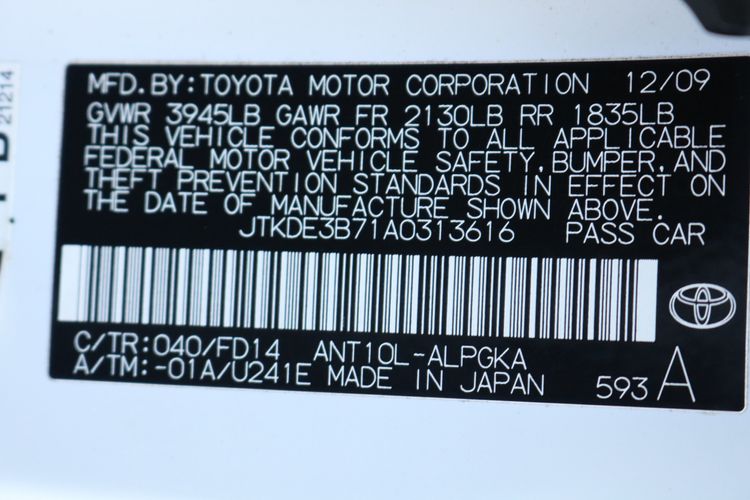 MFD.BY:TOYOTA MOTOR CORPORATION 12/09
GVWR 3945LB GAWR FR 2130LB RR 1835LB
THIS VEHICLE CONFORMS TO ALL APPLICABLE
FEDERAL MOTOR VEHICLE SAFETY,BUMPER,AND
THEFT PREVENTION STANDARDS IN EFFECT ON
THE DATE OF MANUFACTURE SHOWN ABOVE.
JTKDE3B71A0313616 PASS CAR
C/TR:040/FD14 ANT10L-ALPGKA
A/TM:-01A/U241E MADE IN JAPAN 593 A
21214